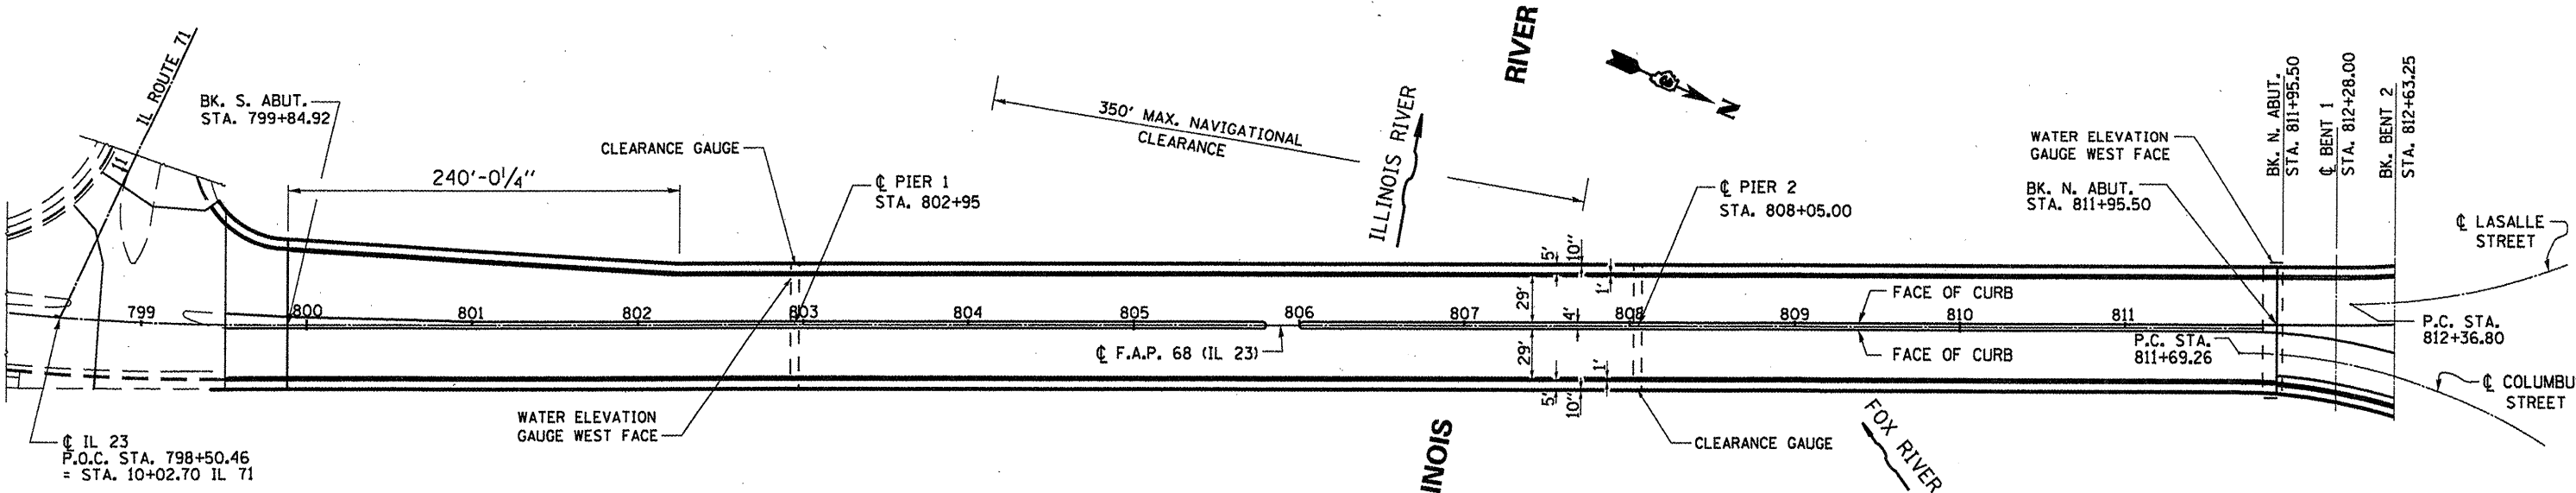 IL ROUTE 71
11
BK. S. ABUT.
STA. 799+84.92
240'-0 1/4"
CLEARANCE GAUGE
℄ PIER 1
STA. 802+95
350' MAX. NAVIGATIONAL
CLEARANCE
ILLINOIS RIVER
RIVER
N
℄ PIER 2
STA. 808+05.00
WATER ELEVATION
GAUGE WEST FACE
BK. N. ABUT.
STA. 811+95.50
BK. N. ABUT.
STA. 811+95.50
℄ BENT 1
STA. 812+28.00
BK. BENT 2
STA. 812+63.25
℄ LASALLE
STREET
5'
10"
1'
29'
4'
29'
1'
5'
10"
799
800
801
802
803
804
805
806
807
808
809
810
811
FACE OF CURB
FACE OF CURB
℄ F.A.P. 68 (IL 23)
P.C. STA.
811+69.26
P.C. STA.
812+36.80
℄ COLUMBU
STREET
WATER ELEVATION
GAUGE WEST FACE
CLEARANCE GAUGE
FOX RIVER
INOIS
℄ IL 23
P.O.C. STA. 798+50.46
= STA. 10+02.70 IL 71